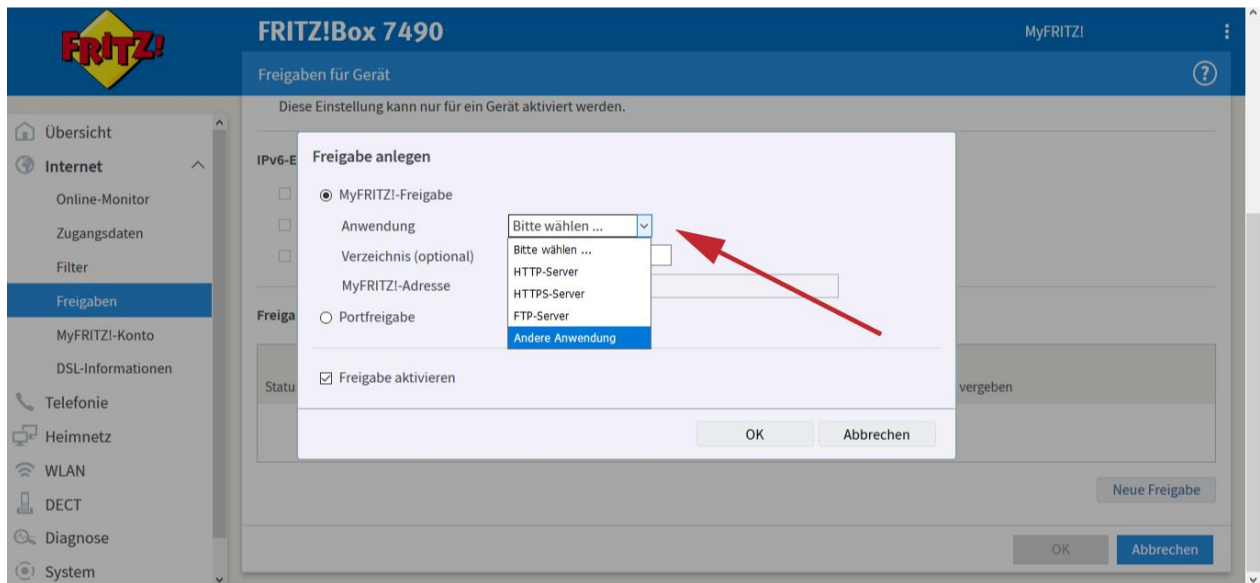 FRITZ!
FRITZ!Box 7490
MyFRITZ!
Freigaben für Gerät
?
Diese Einstellung kann nur für ein Gerät aktiviert werden.
Übersicht
Internet
Online-Monitor
Zugangsdaten
Filter
Freigaben
MyFRITZ!-Konto
DSL-Informationen
Telefonie
Heimnetz
WLAN
DECT
Diagnose
System
IPv6-E
Freigabe anlegen
MyFRITZ!-Freigabe
Anwendung
Bitte wählen ...
Bitte wählen ...
HTTP-Server
HTTPS-Server
FTP-Server
Andere Anwendung
Verzeichnis (optional)
MyFRITZ!-Adresse
Freiga
Portfreigabe
Statu
Freigabe aktivieren
vergeben
OK
Abbrechen
Neue Freigabe
OK
Abbrechen